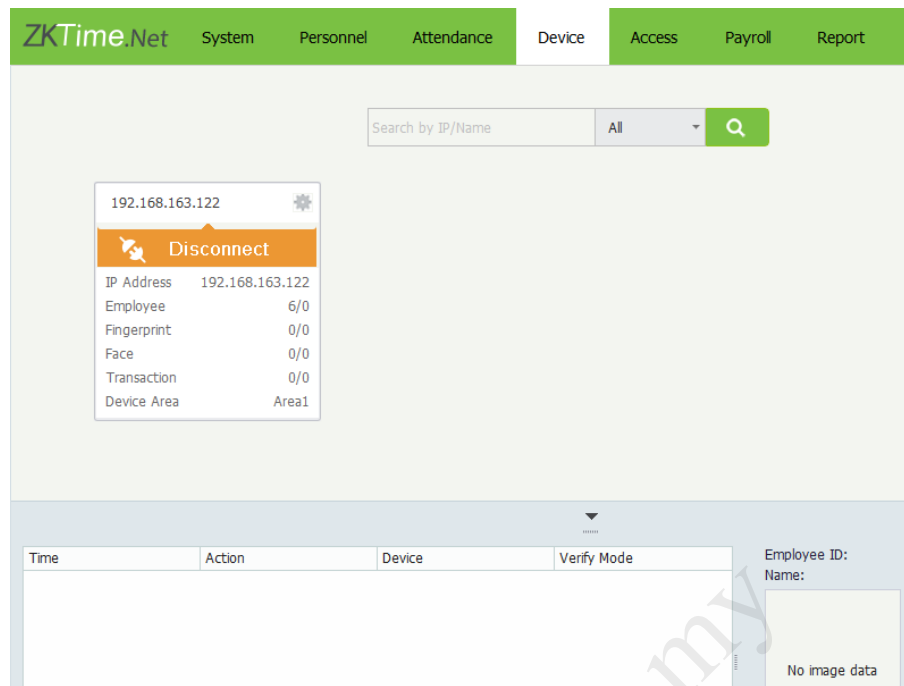 ZKTime.Net System Personnel Attendance Device Access Payroll Report
Search by IP/Name All
192.168.163.122
Disconnect
IP Address 192.168.163.122
Employee 6/0
Fingerprint 0/0
Face 0/0
Transaction 0/0
Device Area Area1
Time Action Device Verify Mode
Employee ID:
Name:
No image data
my